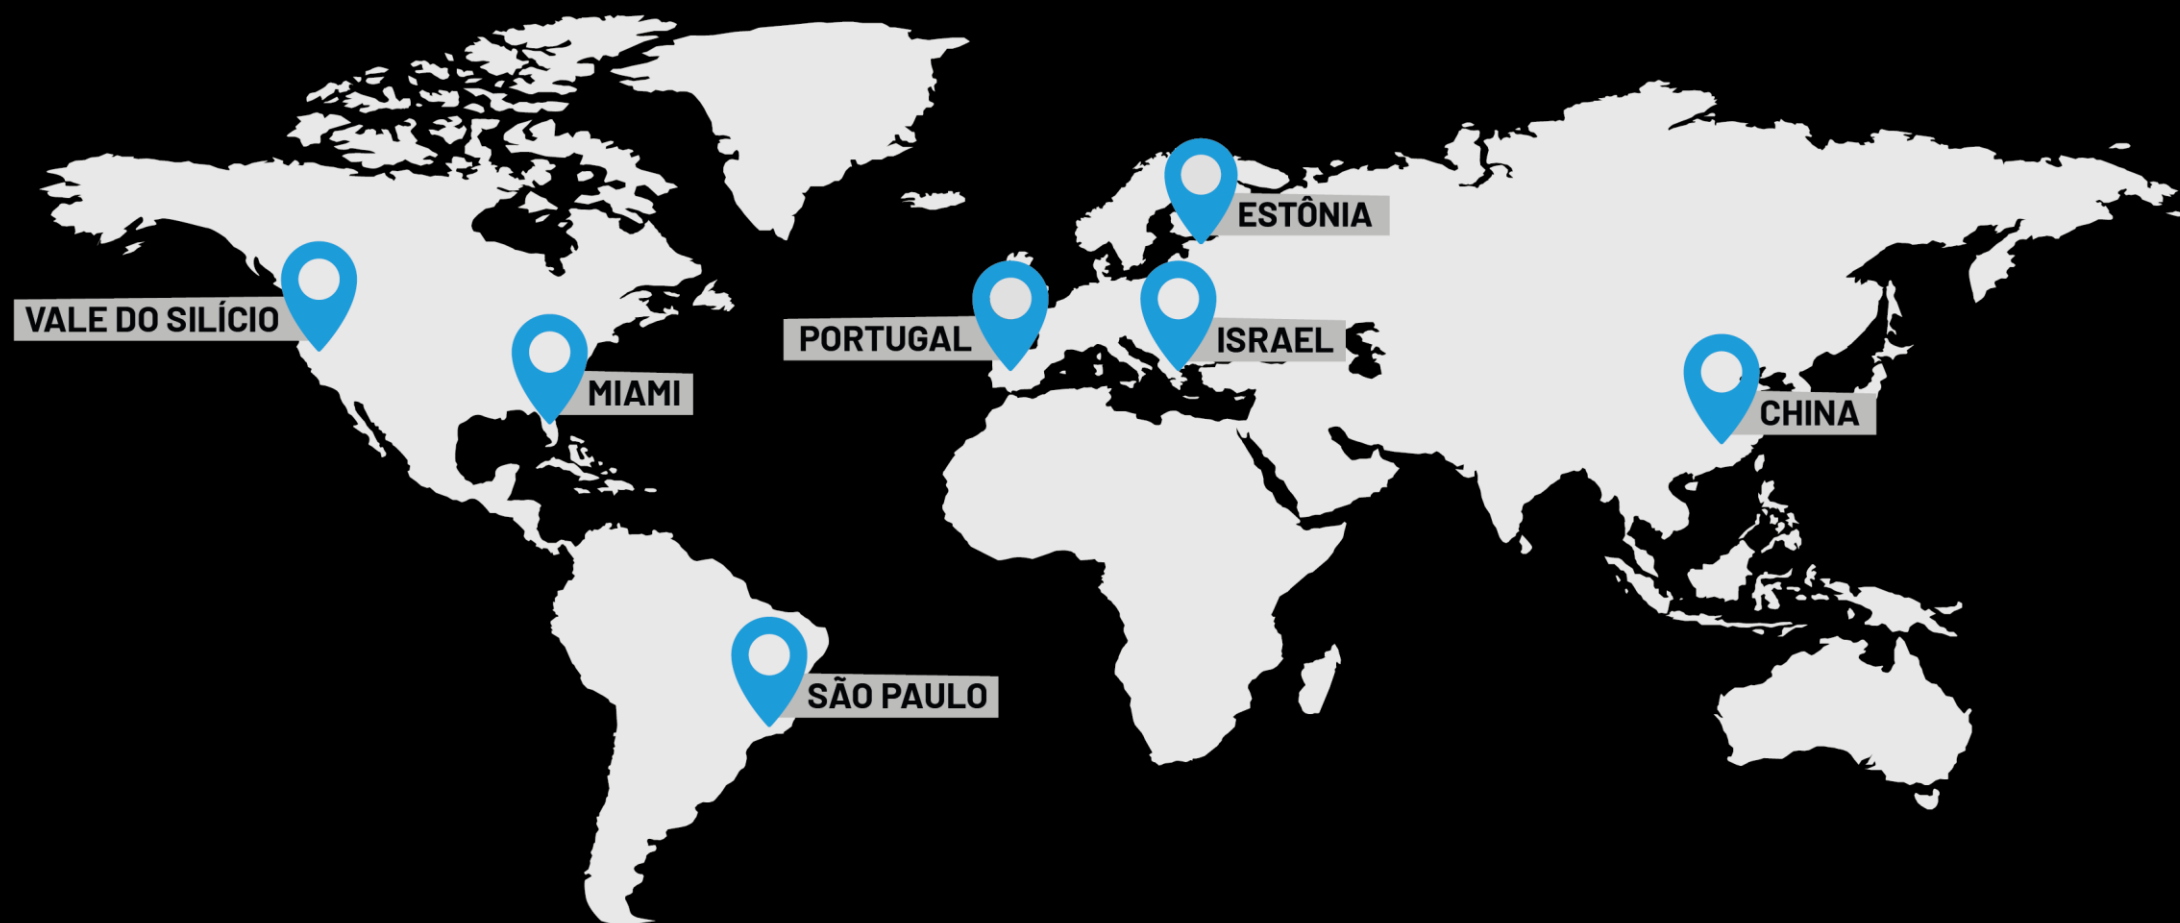 ESTÔNIA
VALE DO SILÍCIO
PORTUGAL
ISRAEL
MIAMI
CHINA
SÃO PAULO